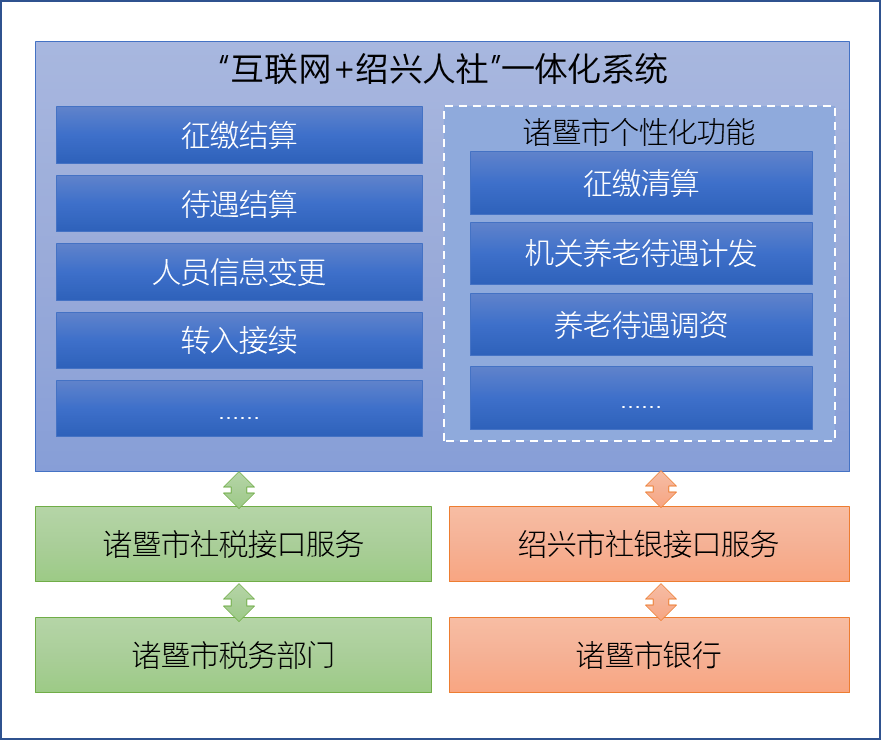 “互联网+绍兴人社”一体化系统
征缴结算
待遇结算
人员信息变更
转入接续
……
诸暨市个性化功能
征缴清算
机关养老待遇计发
养老待遇调资
……
诸暨市社税接口服务
绍兴市社银接口服务
诸暨市税务部门
诸暨市银行